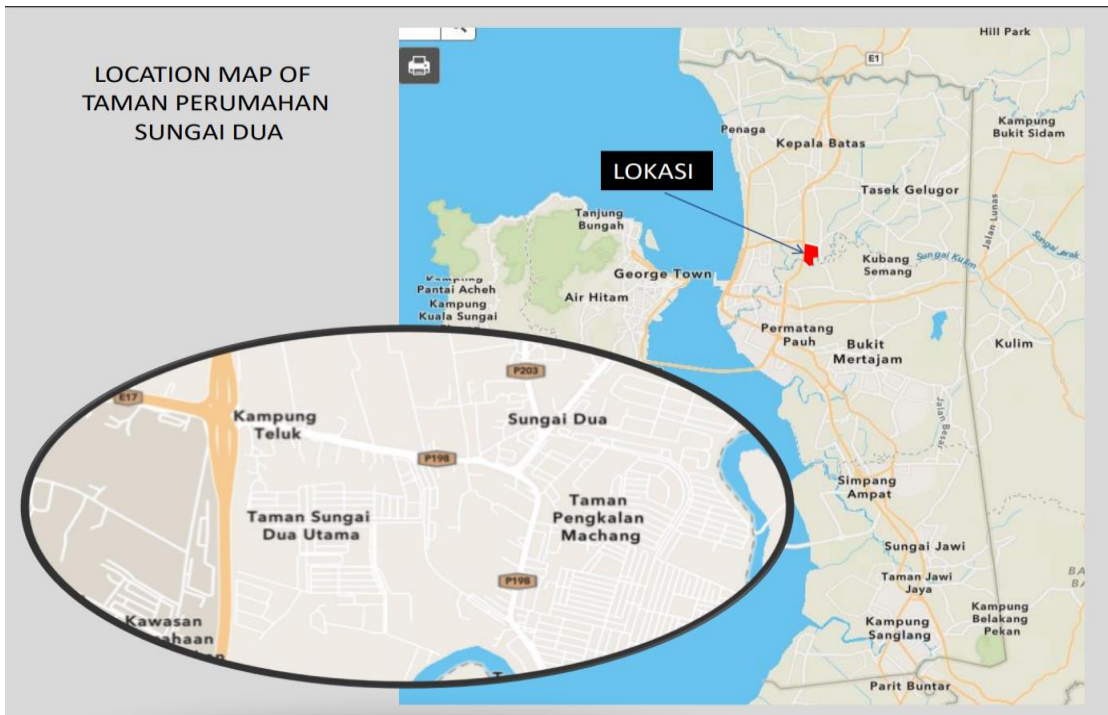 LOCATION MAP OF
TAMAN PERUMAHAN
SUNGAI DUA
Hill Park
E1
Penaga
Kepala Batas
Kampung
Bukit Sidam
LOKASI
Tasek Gelugor
Jalan Lunas
Tanjung
Bungah
Kubang
Semang
Sungai Kulim
George Town
Pantai Acheh
Air Hitam
Kampung
Kuala Sungai
Permatang
Pauh
Bukit
Mertajam
Kulim
Jalan Besar
Simpang
Ampat
Sungai Jawi
Taman Jawi
Jaya
Kampung
Belakang
Pekan
Kampung
Sanglang
Parit Buntar
P203
E17
Kampung
Teluk
Sungai Dua
P198
Taman Sungai
Dua Utama
Taman
Pengkalan
Machang
P198
Kawasan